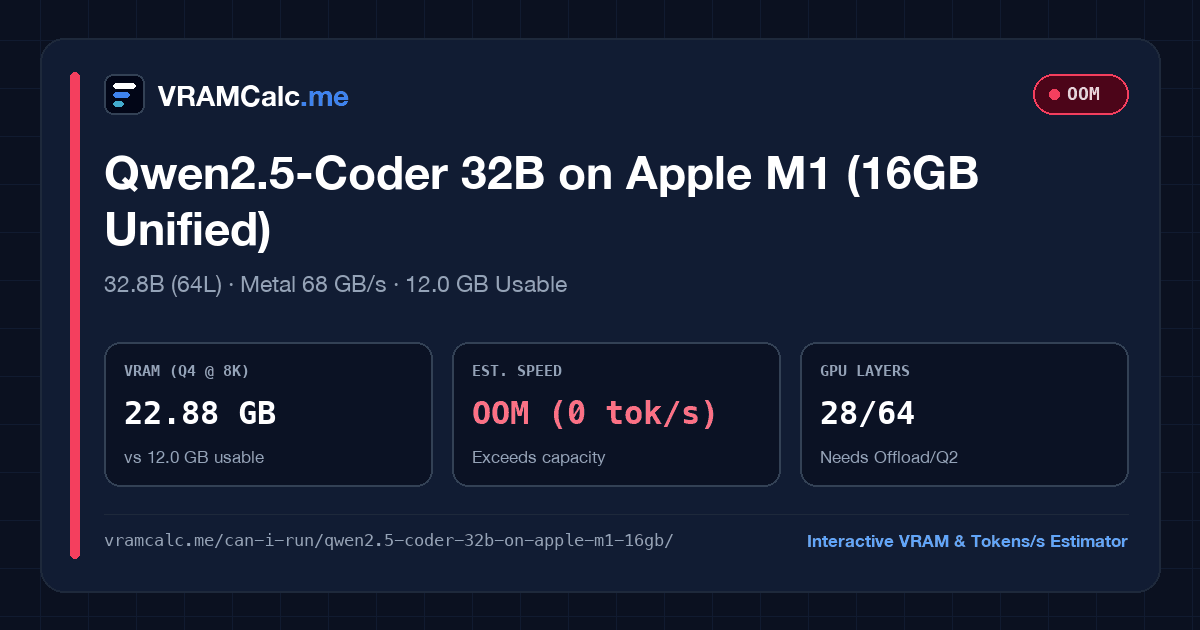 VRAMCalc.me
OOM
Qwen2.5-Coder 32B on Apple M1 (16GB
Unified)
32.8B (64L) · Metal 68 GB/s · 12.0 GB Usable
VRAM (Q4 @ 8K)
22.88 GB
vs 12.0 GB usable
EST. SPEED
OOM (0 tok/s)
Exceeds capacity
GPU LAYERS
28/64
Needs Offload/Q2
vramcalc.me/can-i-run/qwen2.5-coder-32b-on-apple-m1-16gb/
Interactive VRAM & Tokens/s Estimator